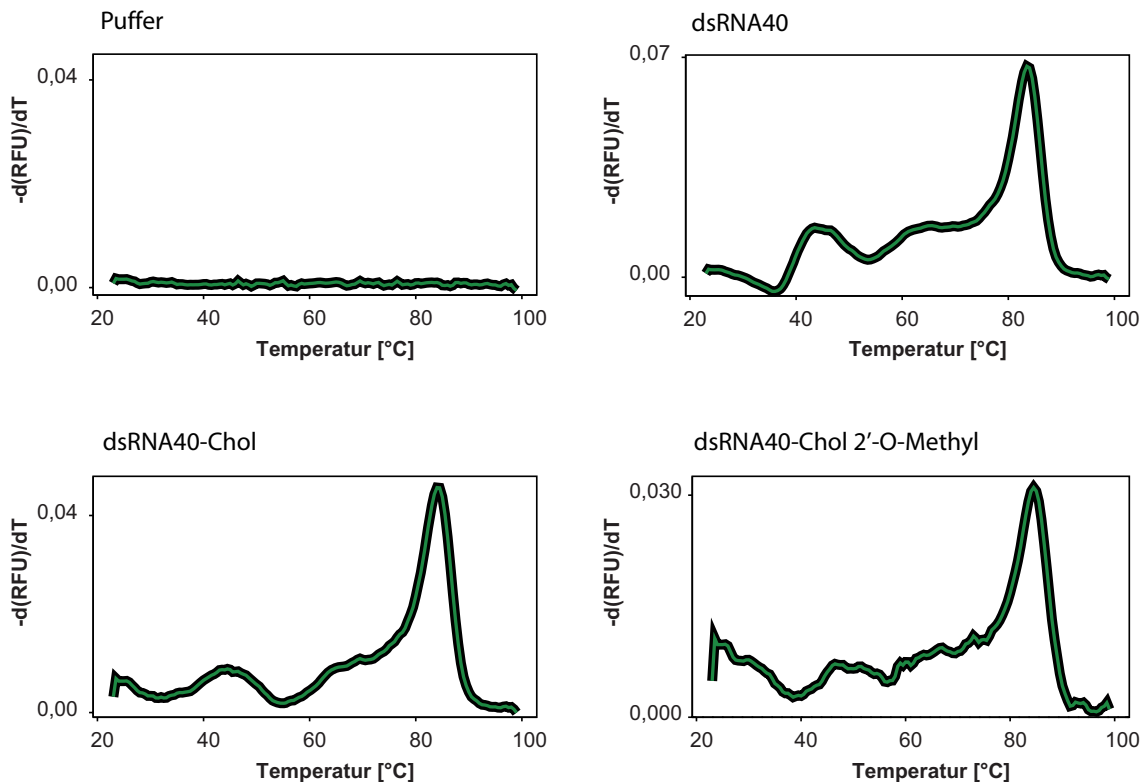 Puffer
0,04
0,00
-d(RFU)/dT
20 40 60 80 100
Temperatur [°C]
dsRNA40
0,07
0,00
-d(RFU)/dT
20 40 60 80 100
Temperatur [°C]
dsRNA40-Chol
0,04
0,00
-d(RFU)/dT
20 40 60 80 100
Temperatur [°C]
dsRNA40-Chol 2’-O-Methyl
0,030
0,000
-d(RFU)/dT
20 40 60 80 100
Temperatur [°C]